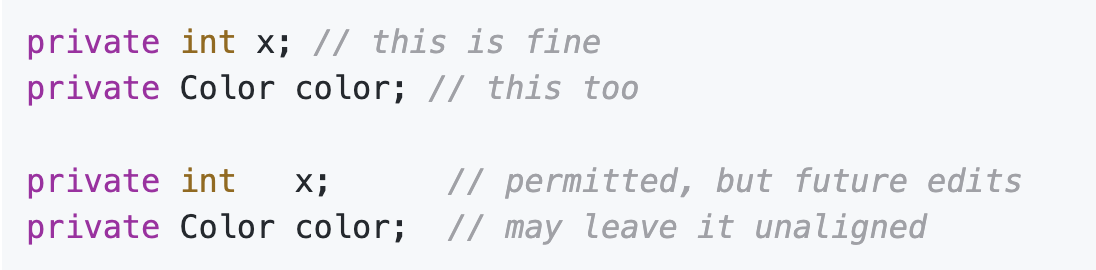 private int x; // this is fine
private Color color; // this too

private int   x;      // permitted, but future edits
private Color color;  // may leave it unaligned